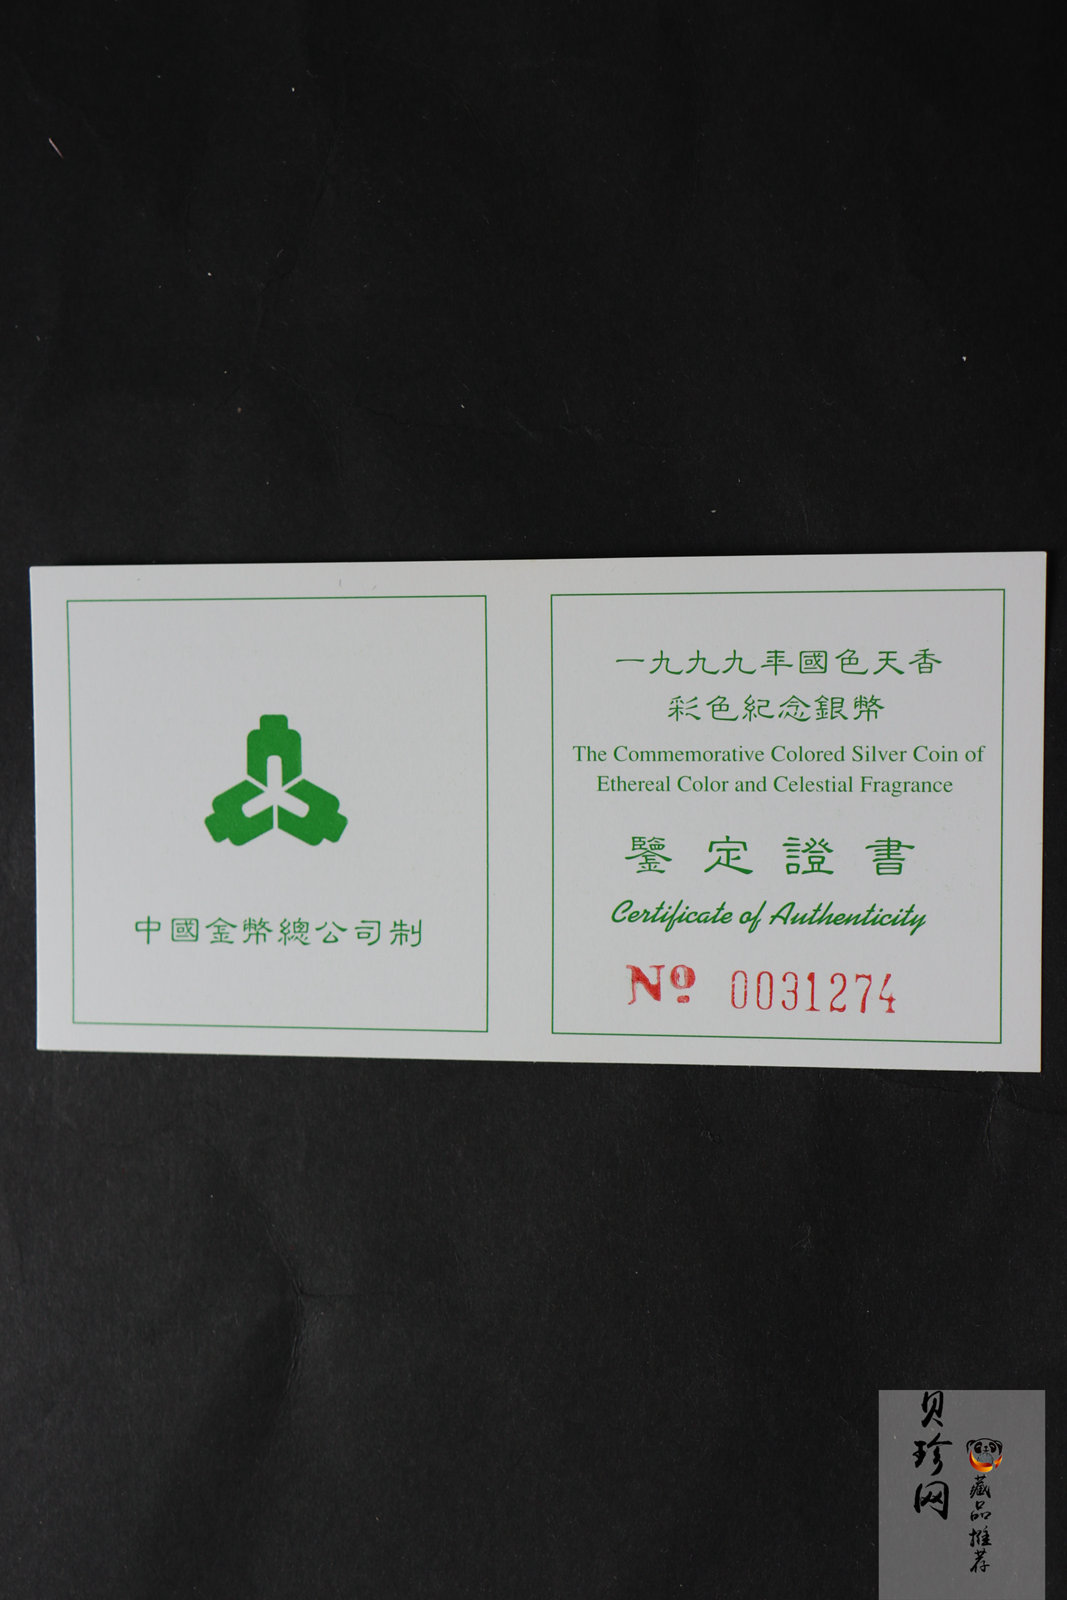 中國金幣總公司制
一九九九年國色天香
彩色紀念銀幣
The Commemorative Colored Silver Coin of
Ethereal Color and Celestial Fragrance
鑒定證書
Certificate of Authenticity
Nº 0031274
贝珍网
藏品推荐